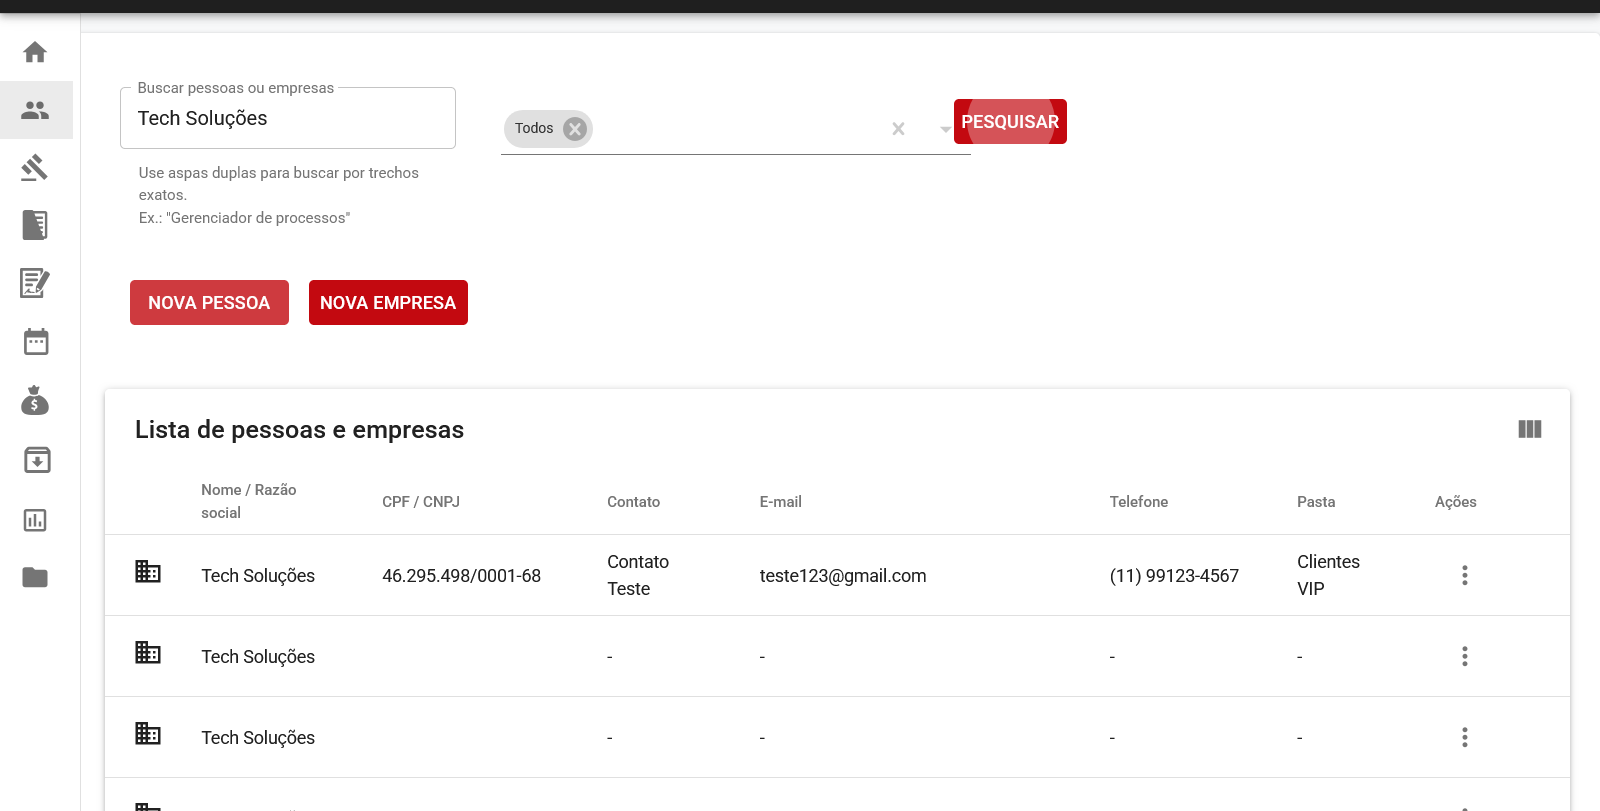 Buscar pessoas ou empresas
Tech Soluções
Todos
PESQUISAR
Use aspas duplas para buscar por trechos
exatos.
Ex.: "Gerenciador de processos"
NOVA PESSOA
NOVA EMPRESA
Lista de pessoas e empresas
Nome / Razão
social
CPF / CNPJ
Contato
E-mail
Telefone
Pasta
Ações
Tech Soluções
46.295.498/0001-68
Contato
Teste
teste123@gmail.com
(11) 99123-4567
Clientes
VIP
Tech Soluções
-
-
-
-
Tech Soluções
-
-
-
-